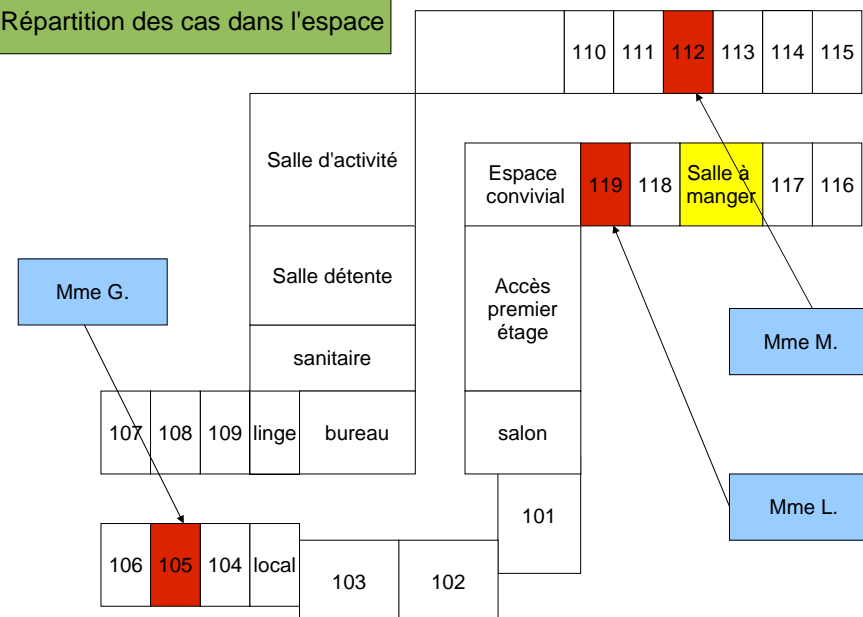 Répartition des cas dans l'espace
110 111 112 113 114 115
Salle d'activité
Espace
convivial
119 118
Salle à
manger
117 116
Salle détente
Accès
premier
étage
Mme G.
Mme M.
sanitaire
107 108 109 linge bureau
salon
Mme L.
101
106 105 104 local
103 102